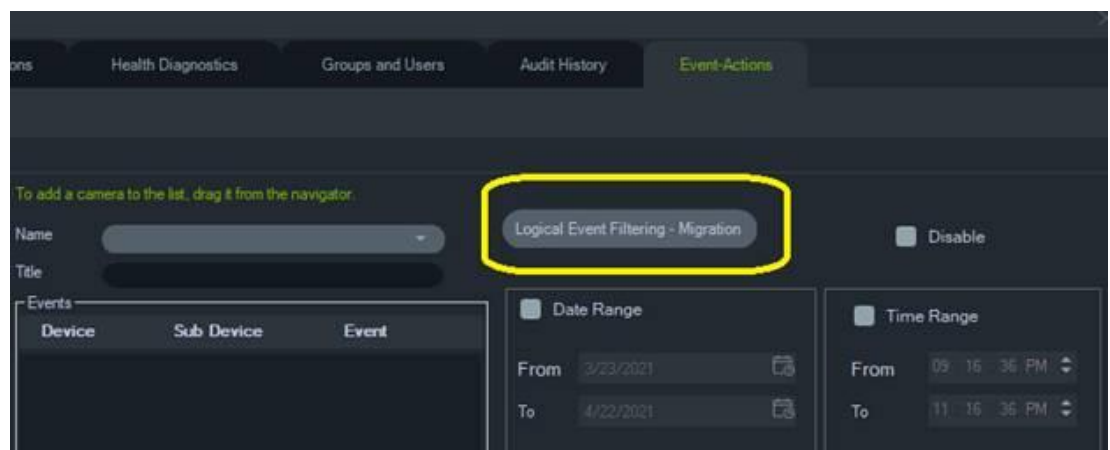 ons Health Diagnostics Groups and Users Audit History Event-Actions
To add a camera to the list, drag it from the navigator.
Name
Logical Event Filtering - Migration
Disable
Title
Events
Device Sub Device Event
Date Range
From 3/23/2021
To 4/22/2021
Time Range
From 09 16 36 PM
To 11 16 36 PM